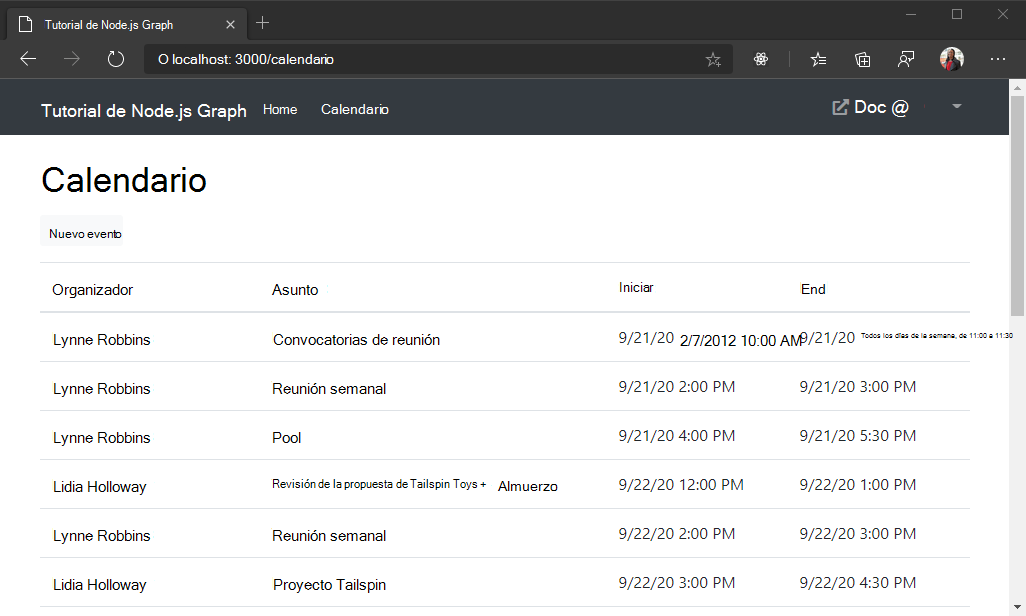 Tutorial de Node.js Graph
O localhost: 3000/calendario
Tutorial de Node.js Graph Home Calendario Doc @
Calendario
Nuevo evento
Organizador Asunto Iniciar End
Lynne Robbins Convocatorias de reunión 9/21/20 2/7/2012 10:00 AM 9/21/20 Todos los días de la semana, de 11:00 a 11:30
Lynne Robbins Reunión semanal 9/21/20 2:00 PM 9/21/20 3:00 PM
Lynne Robbins Pool 9/21/20 4:00 PM 9/21/20 5:30 PM
Lidia Holloway Revisión de la propuesta de Tailspin Toys + Almuerzo 9/22/20 12:00 PM 9/22/20 1:00 PM
Lynne Robbins Reunión semanal 9/22/20 2:00 PM 9/22/20 3:00 PM
Lidia Holloway Proyecto Tailspin 9/22/20 3:00 PM 9/22/20 4:30 PM